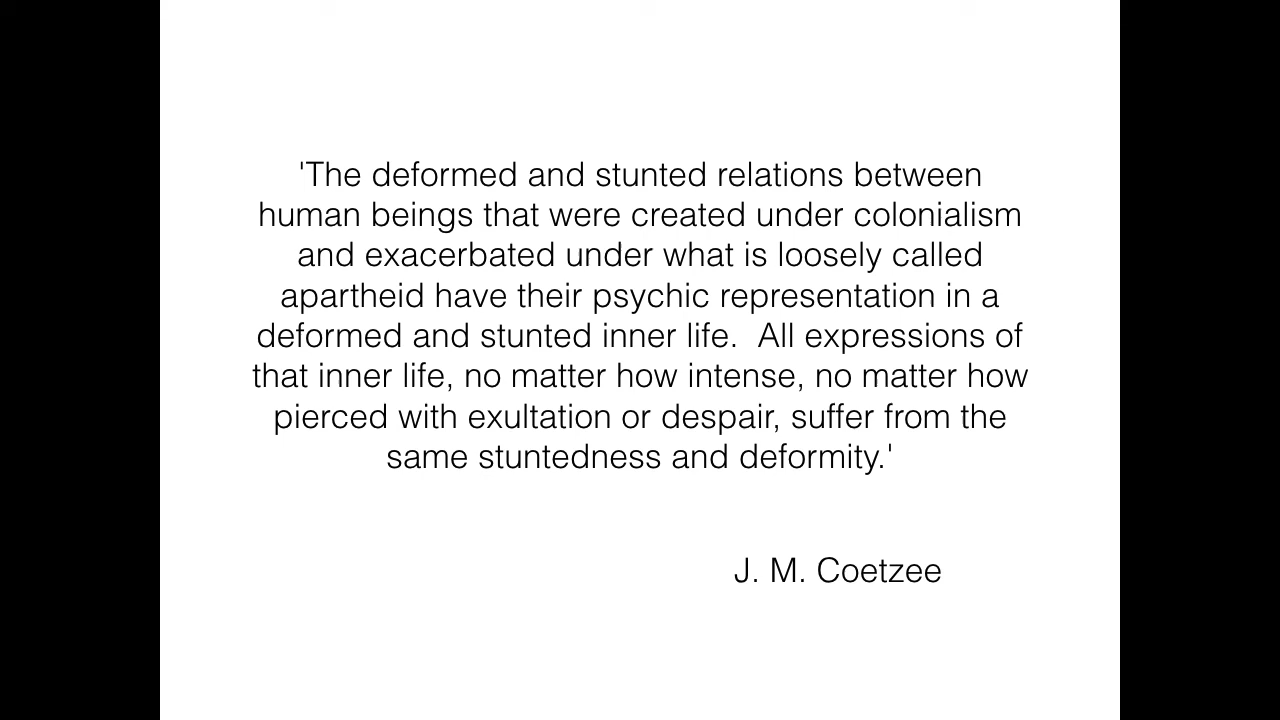 'The deformed and stunted relations between
human beings that were created under colonialism
and exacerbated under what is loosely called
apartheid have their psychic representation in a
deformed and stunted inner life.  All expressions of
that inner life, no matter how intense, no matter how
pierced with exultation or despair, suffer from the
same stuntedness and deformity.'
J. M. Coetzee